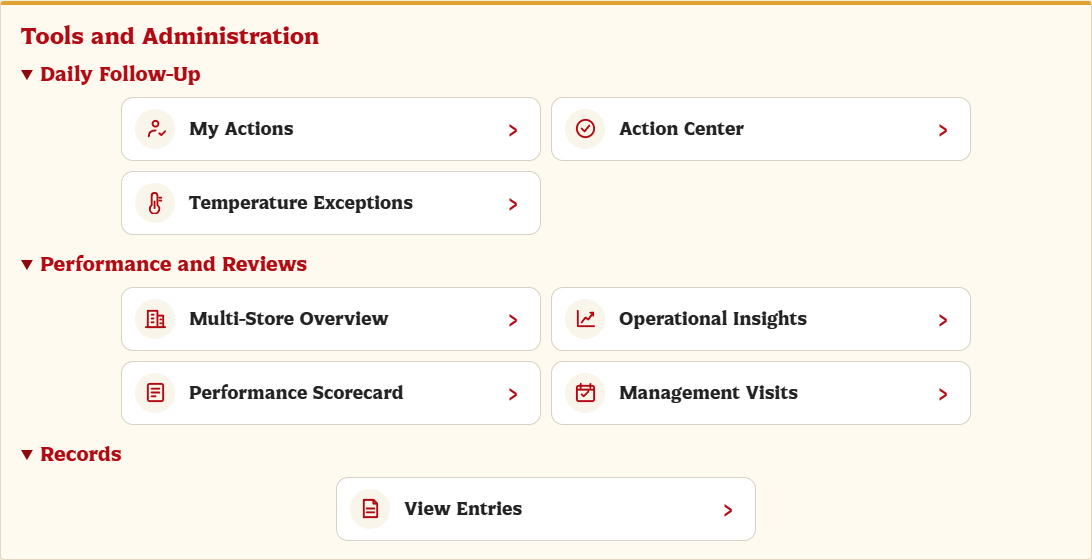 Tools and Administration
Daily Follow-Up
My Actions
Action Center
Temperature Exceptions
Performance and Reviews
Multi-Store Overview
Operational Insights
Performance Scorecard
Management Visits
Records
View Entries